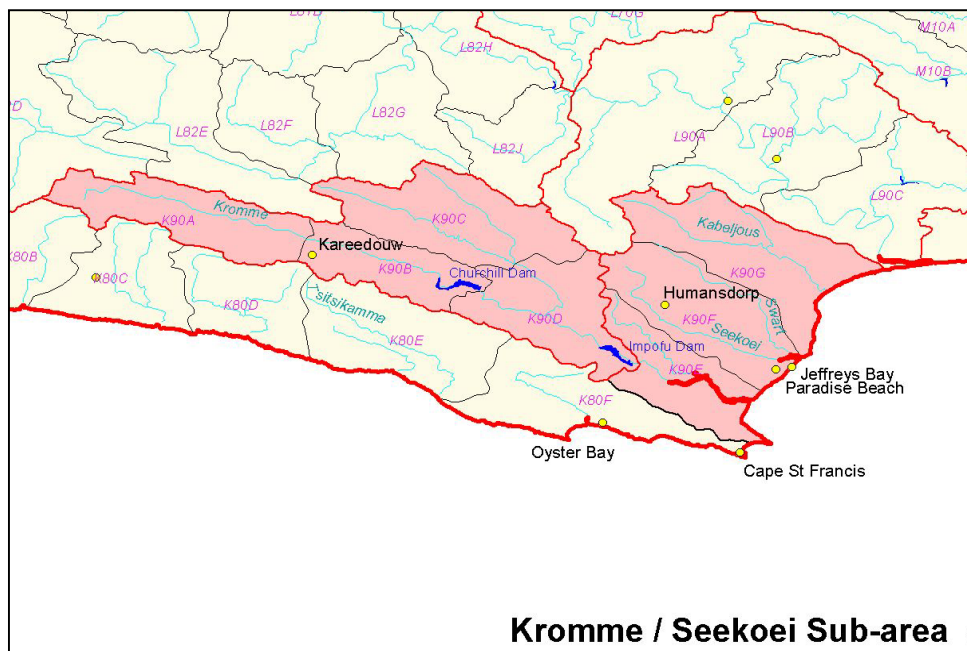 L81D
L70G
M10A
L82H
M10B
L82G
L82E
L82F
L90A
L90B
L82J
L90C
Kromme
K90A
K90C
Kabeljous
K80B
Kareedouw
K80C
K90B
Churchill Dam
K90G
Humansdorp
Swart
K80D
'sitsikamma
K90D
K90F
Seekoei
K80E
Impofu Dam
K90E
Jeffreys Bay
Paradise Beach
K80F
Oyster Bay
Cape St Francis
Kromme / Seekoei Sub-area